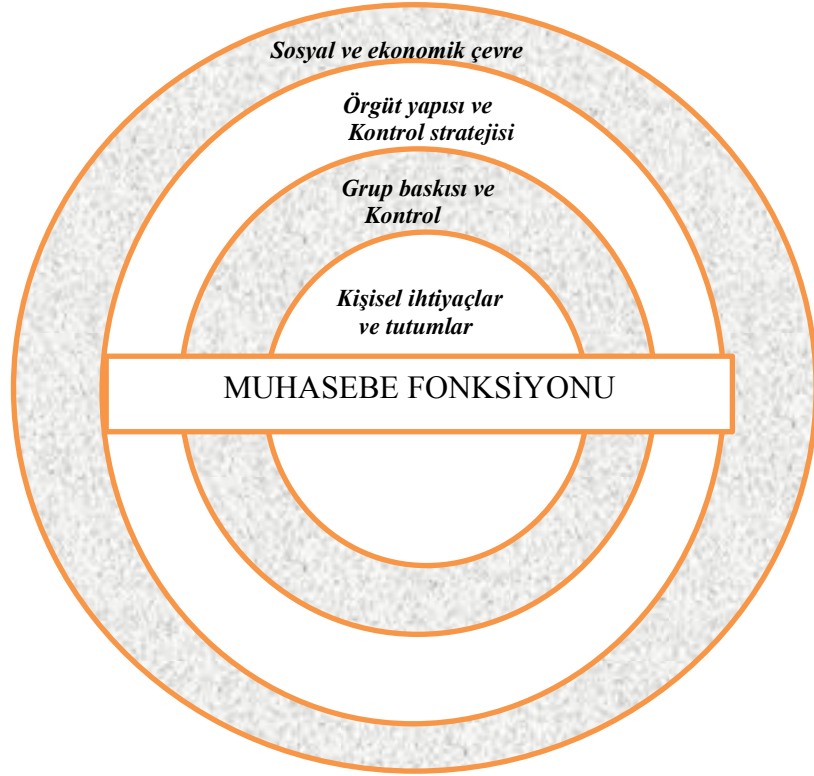 Sosyal ve ekonomik çevre
Örgüt yapısı ve
Kontrol stratejisi
Grup baskısı ve
Kontrol
Kişisel ihtiyaçlar
ve tutumlar
MUHASEBE FONKSİYONU